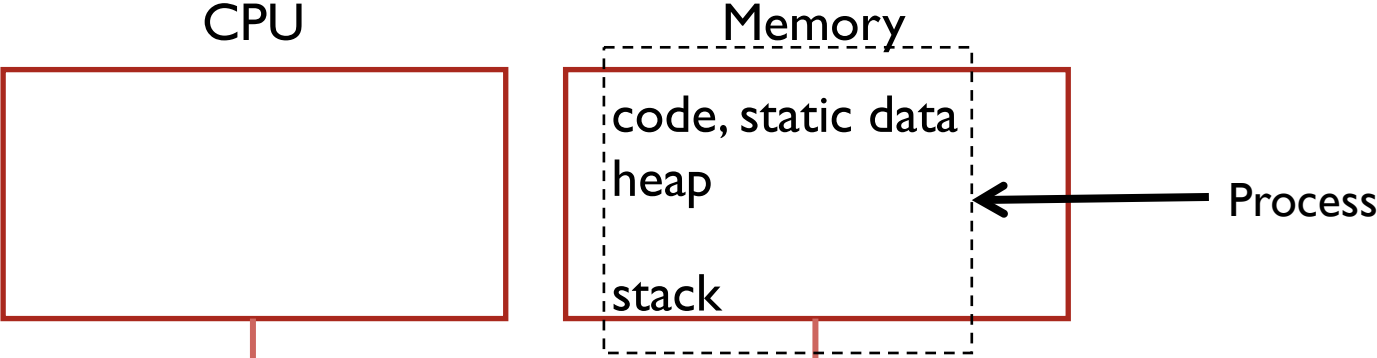 CPU
Memory
code, static data
heap
stack
Process